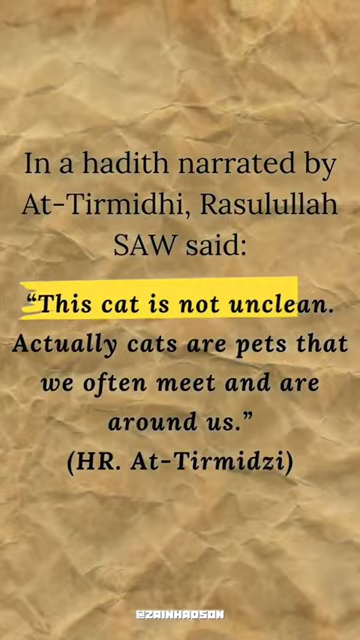 In a hadith narrated by
At-Tirmidhi, Rasulullah
SAW said:
“This cat is not unclean.
Actually cats are pets that
we often meet and are
around us.”
(HR. At-Tirmidzi)
@ZAINHADSON